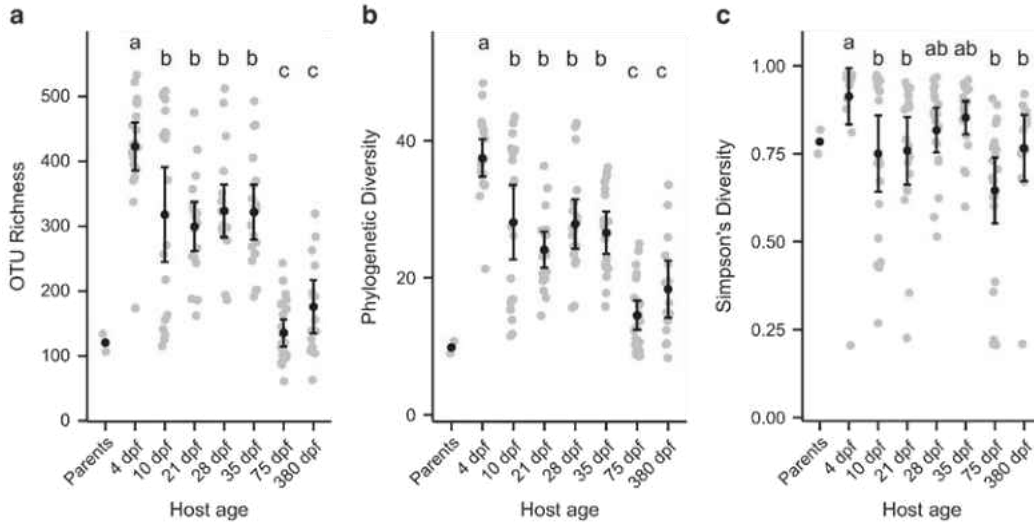 a
OTU Richness
500
400
300
200
100
0
a b b b b c c
Parents 4 dpf 10 dpf 21 dpf 28 dpf 35 dpf 75 dpf 380 dpf
Host age
b
Phylogenetic Diversity
40
20
0
a b b b b c c
Parents 4 dpf 10 dpf 21 dpf 28 dpf 35 dpf 75 dpf 380 dpf
Host age
c
Simpson's Diversity
1.00
0.75
0.50
0.25
0.00
a b b ab ab b b
Parents 4 dpf 10 dpf 21 dpf 28 dpf 35 dpf 75 dpf 380 dpf
Host age